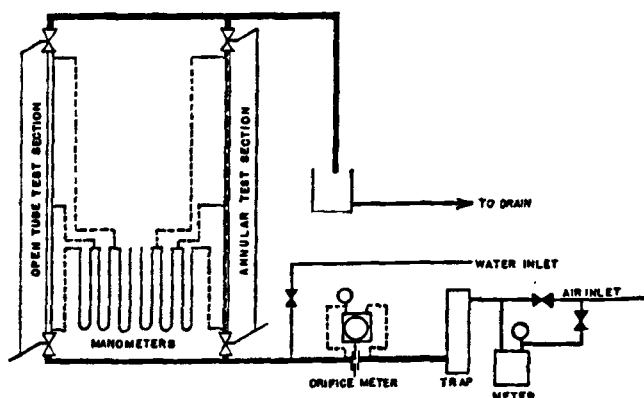 OPEN TUBE TEST SECTION
ANNULAR TEST SECTION
TO DRAIN
WATER INLET
AIR INLET
MANOMETERS
ORIFICE METER
TRAP
METER